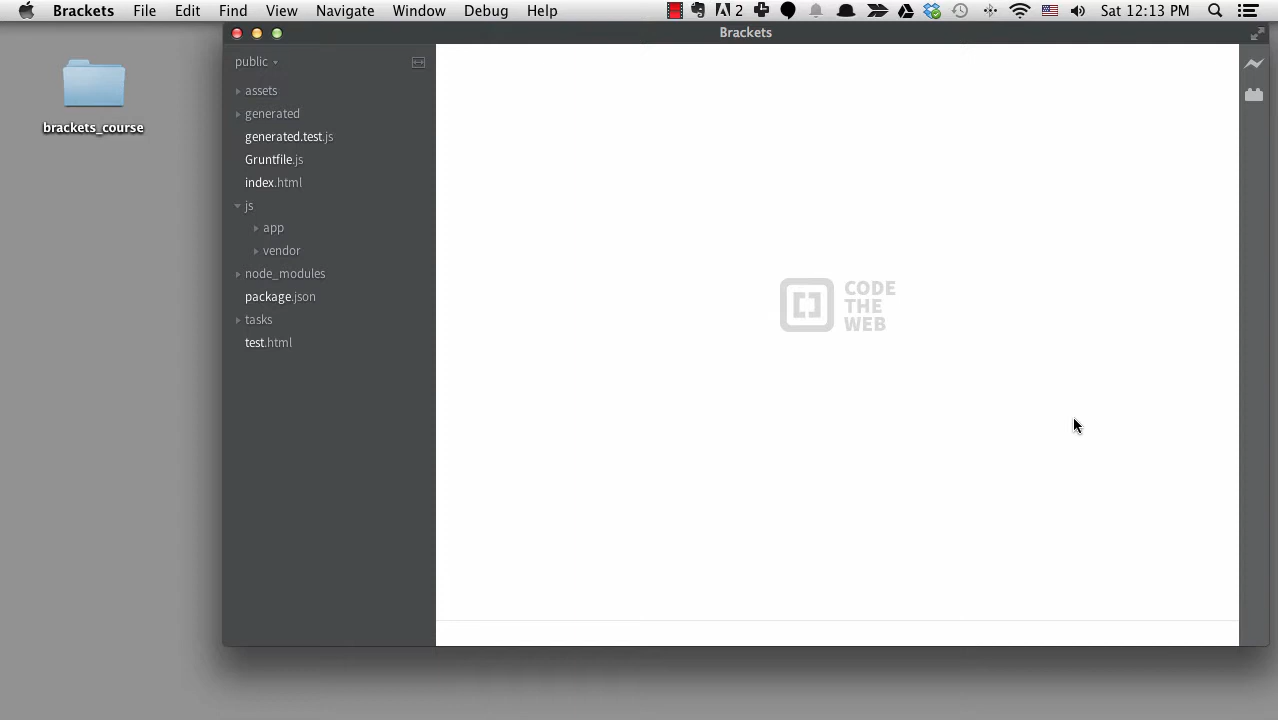 Brackets File Edit Find View Navigate Window Debug Help 2 Sat 12:13 PM
Brackets
public
assets
generated
generated.test.js
Gruntfile.js
index.html
js
app
vendor
node_modules
package.json
tasks
test.html
brackets_course
CODE
THE
WEB